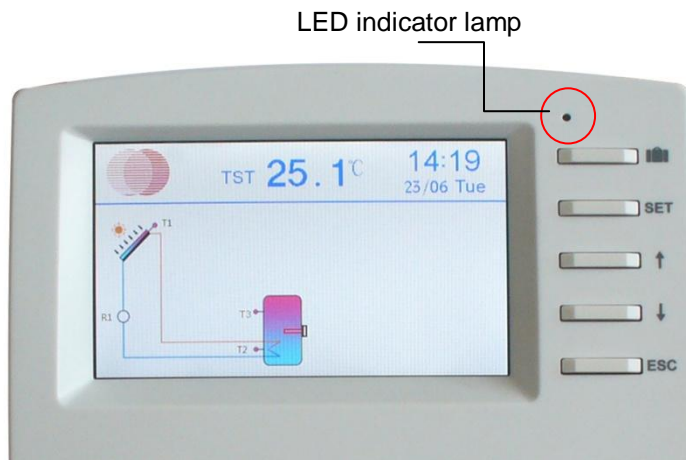 LED indicator lamp
TST 25.1℃
14:19
23/06 Tue
T1
SET
R1
T3
T2
ESC